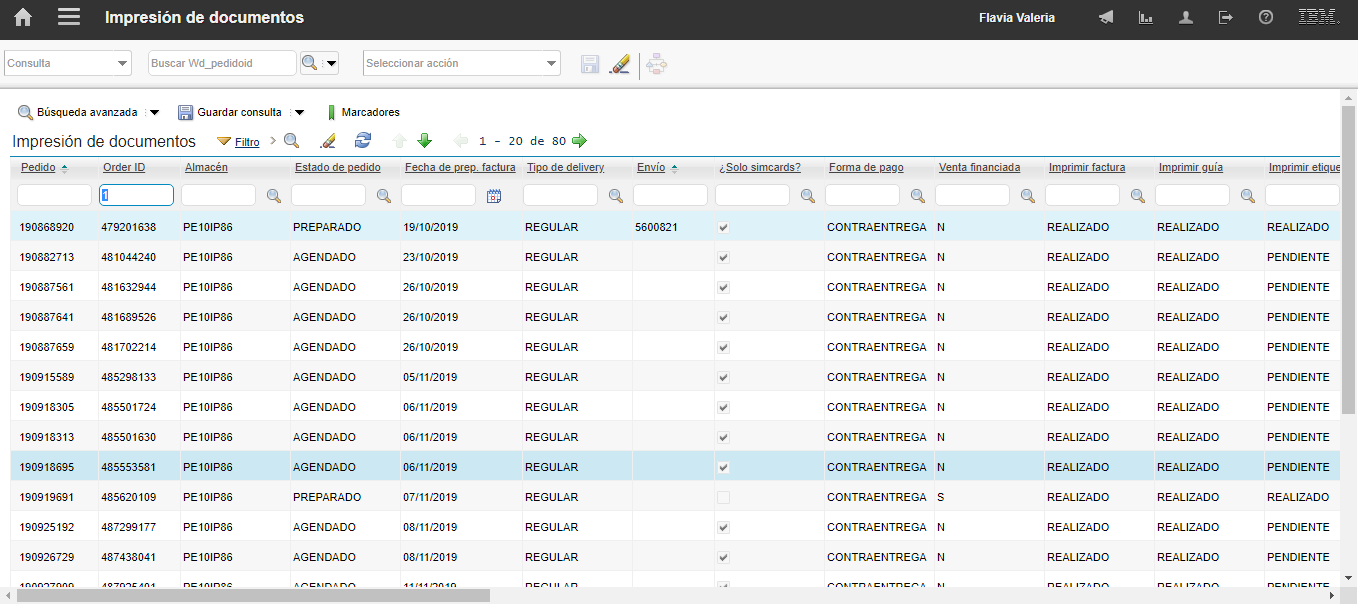 Impresión de documentos Flavia Valeria IBM.
Consulta Buscar Wd_pedidoid Seleccionar acción
Búsqueda avanzada Guardar consulta Marcadores
Impresión de documentos Filtro 1 - 20 de 80
Pedido Order ID Almacén Estado de pedido Fecha de prep. factura Tipo de delivery Envío ¿Solo simcards? Forma de pago Venta financiada Imprimir factura Imprimir guía Imprimir etique
1
190868920 479201638 PE10IP86 PREPARADO 19/10/2019 REGULAR 5600821 CONTRAENTREGA N REALIZADO REALIZADO REALIZADO
190882713 481044240 PE10IP86 AGENDADO 23/10/2019 REGULAR CONTRAENTREGA N REALIZADO REALIZADO PENDIENTE
190887561 481632944 PE10IP86 AGENDADO 26/10/2019 REGULAR CONTRAENTREGA N REALIZADO REALIZADO PENDIENTE
190887641 481689526 PE10IP86 AGENDADO 26/10/2019 REGULAR CONTRAENTREGA N REALIZADO REALIZADO PENDIENTE
190887659 481702214 PE10IP86 AGENDADO 26/10/2019 REGULAR CONTRAENTREGA N REALIZADO REALIZADO PENDIENTE
190915589 485298133 PE10IP86 AGENDADO 05/11/2019 REGULAR CONTRAENTREGA N REALIZADO REALIZADO PENDIENTE
190918305 485501724 PE10IP86 AGENDADO 06/11/2019 REGULAR CONTRAENTREGA N REALIZADO REALIZADO PENDIENTE
190918313 485501630 PE10IP86 AGENDADO 06/11/2019 REGULAR CONTRAENTREGA N REALIZADO REALIZADO PENDIENTE
190918695 485553581 PE10IP86 AGENDADO 06/11/2019 REGULAR CONTRAENTREGA N REALIZADO REALIZADO PENDIENTE
190919691 485620109 PE10IP86 PREPARADO 07/11/2019 REGULAR CONTRAENTREGA S REALIZADO REALIZADO REALIZADO
190925192 487299177 PE10IP86 AGENDADO 08/11/2019 REGULAR CONTRAENTREGA N REALIZADO REALIZADO PENDIENTE
190926729 487438041 PE10IP86 AGENDADO 08/11/2019 REGULAR CONTRAENTREGA N REALIZADO REALIZADO PENDIENTE
PE10IP86 AGENDADO 11/11/2019 REGULAR CONTRAENTREGA N REALIZADO REALIZADO PENDIENTE